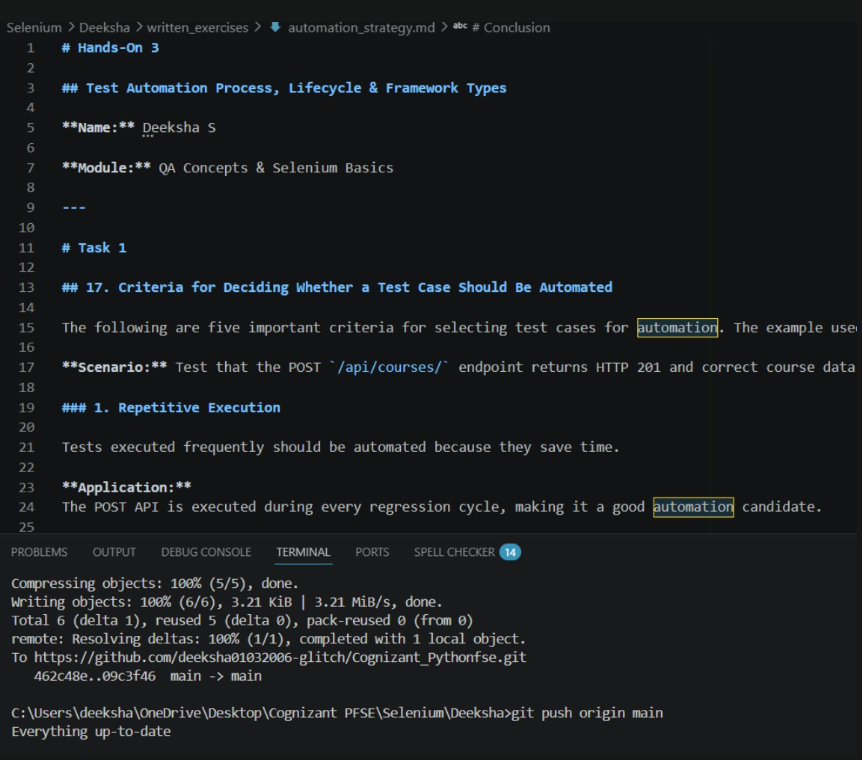 Selenium > Deeksha > written_exercises > automation_strategy.md > abc # Conclusion
1 # Hands-On 3
2
3 ## Test Automation Process, Lifecycle & Framework Types
4
5 **Name:** Deeksha S
6
7 **Module:** QA Concepts & Selenium Basics
8
9 ---
10
11 # Task 1
12
13 ## 17. Criteria for Deciding Whether a Test Case Should Be Automated
14
15 The following are five important criteria for selecting test cases for automation. The example used
16
17 **Scenario:** Test that the POST `/api/courses/` endpoint returns HTTP 201 and correct course data
18
19 ### 1. Repetitive Execution
20
21 Tests executed frequently should be automated because they save time.
22
23 **Application:**
24 The POST API is executed during every regression cycle, making it a good automation candidate.
25
PROBLEMS OUTPUT DEBUG CONSOLE TERMINAL PORTS SPELL CHECKER 14
Compressing objects: 100% (5/5), done.
Writing objects: 100% (6/6), 3.21 KiB | 3.21 MiB/s, done.
Total 6 (delta 1), reused 5 (delta 0), pack-reused 0 (from 0)
remote: Resolving deltas: 100% (1/1), completed with 1 local object.
To https://github.com/deeksha01032006-glitch/Cognizant_Pythonfse.git
462c48e..09c3f46 main -> main
C:\Users\deeksha\OneDrive\Desktop\Cognizant PFSE\Selenium\Deeksha>git push origin main
Everything up-to-date